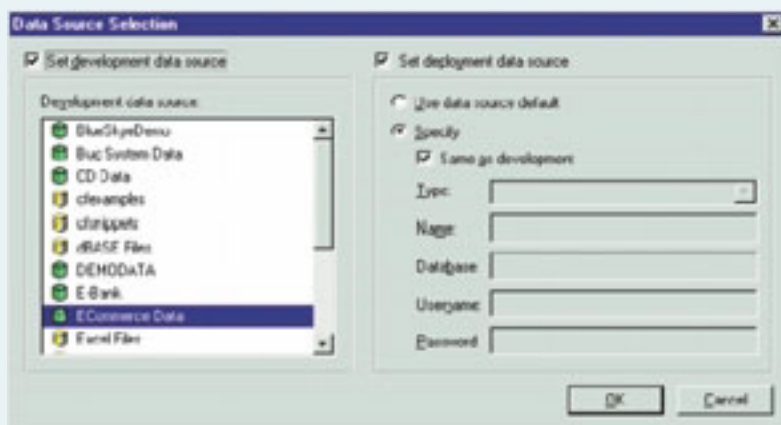 Data Source Selection
Set development data source
Development data source:
BlueSkyeDemo
Buc System Data
CD Data
cfexamples
cfsnippets
dBASE Files
DEMODATA
E-Bank
ECommerce Data
Excel Files
Set deployment data source
Use data source default
Specify
Same as development
Type:
Name:
Database
Username:
Password
OK
Cancel